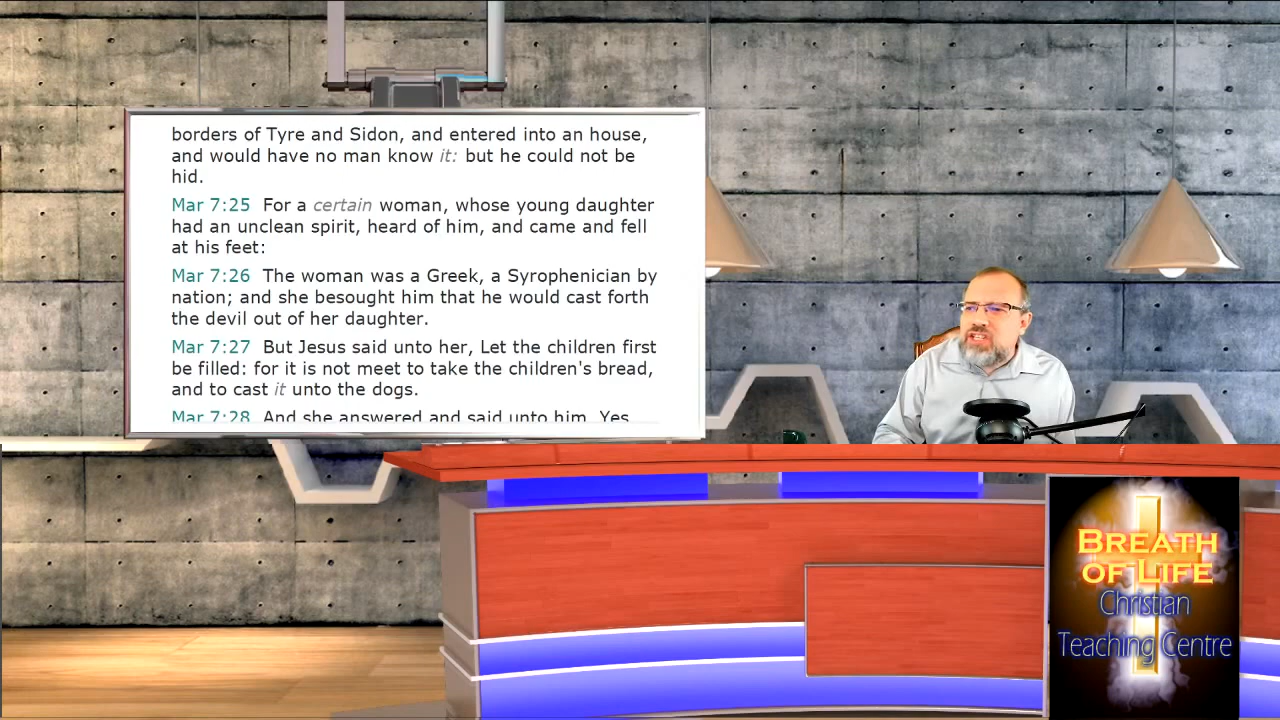 borders of Tyre and Sidon, and entered into an house,
and would have no man know it: but he could not be
hid.
Mar 7:25 For a certain woman, whose young daughter
had an unclean spirit, heard of him, and came and fell
at his feet:
Mar 7:26 The woman was a Greek, a Syrophenician by
nation; and she besought him that he would cast forth
the devil out of her daughter.
Mar 7:27 But Jesus said unto her, Let the children first
be filled: for it is not meet to take the children's bread,
and to cast it unto the dogs.
Mar 7:28 And she answered and said unto him, Yes
BREATH
OF LIFE
Christian
Teaching Centre